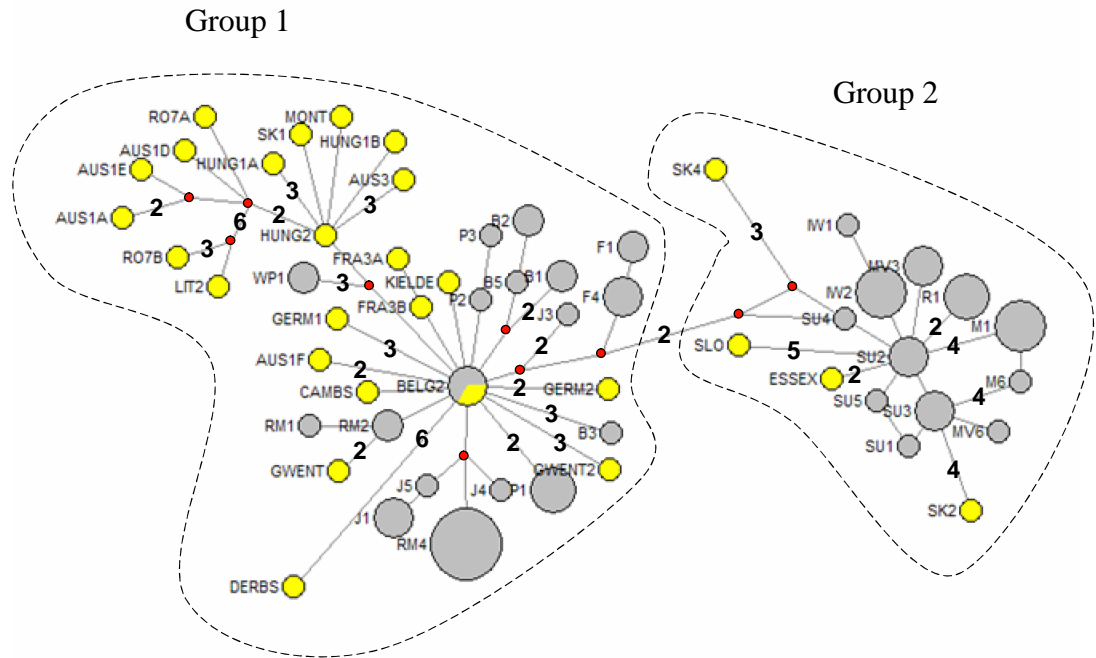 Group 1
Group 2
RO7A
MONT
SK1
HUNG1B
AUS1D
HUNG1A
AUS1E
SK4
3
AUS3
3
2
AUS1A
6
2
B2
IW1
3
HUNG2
P3
F1
3
RO7B
FRA3A
MV3
LIT2
WP1
3
KIELDE
B5
B1
IW2
R1
P2
F4
FRA3B
2
J3
SU4
GERM1
2
M1
3
2
2
SLO
4
5
SU2
AUS1F
2
ESSEX
2
M6
CAMBS
BELG2
2
GERM2
4
SU5
SU3
3
RM1
RM2
6
B3
MV6
2
2
3
SU1
GWENT
GWENT2
4
J5
J4
P1
SK2
J1
RM4
DERBS